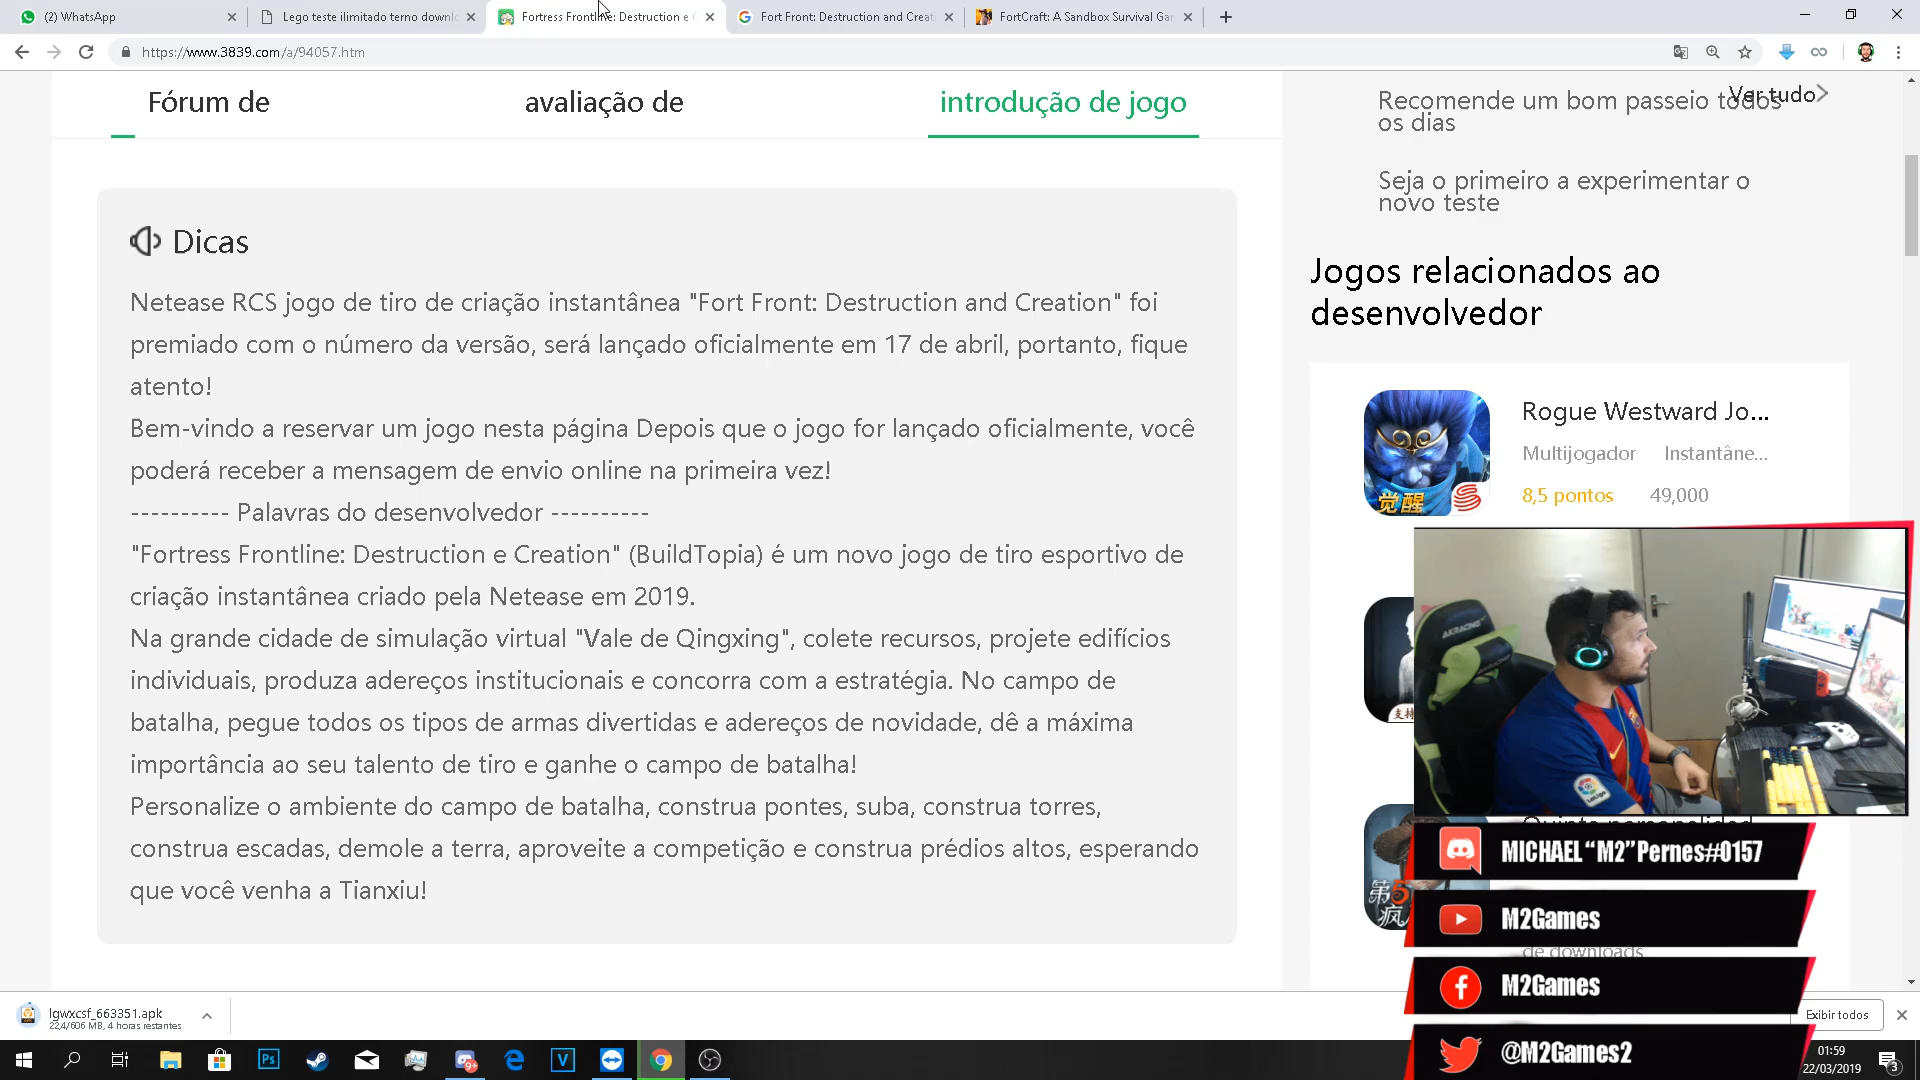 (2) WhatsApp
Lego teste ilimitado terno downl
Fortress Frontline: Destruction e C
Fort Front: Destruction and Creat
FortCraft: A Sandbox Survival Gar
https://www.3839.com/a/94057.htm
Fórum de
avaliação de
introdução de jogo
Recomende um bom passeio todos
os dias
Ver tudo
Seja o primeiro a experimentar o
novo teste
Dicas
Netease RCS jogo de tiro de criação instantânea "Fort Front: Destruction and Creation" foi
premiado com o número da versão, será lançado oficialmente em 17 de abril, portanto, fique
atento!
Bem-vindo a reservar um jogo nesta página Depois que o jogo for lançado oficialmente, você
poderá receber a mensagem de envio online na primeira vez!
---------- Palavras do desenvolvedor ----------
"Fortress Frontline: Destruction e Creation" (BuildTopia) é um novo jogo de tiro esportivo de
criação instantânea criado pela Netease em 2019.
Na grande cidade de simulação virtual "Vale de Qingxing", colete recursos, projete edifícios
individuais, produza adereços institucionais e concorra com a estratégia. No campo de
batalha, pegue todos os tipos de armas divertidas e adereços de novidade, dê a máxima
importância ao seu talento de tiro e ganhe o campo de batalha!
Personalize o ambiente do campo de batalha, construa pontes, suba, construa torres,
construa escadas, demole a terra, aproveite a competição e construa prédios altos, esperando
que você venha a Tianxiu!
Jogos relacionados ao
desenvolvedor
觉醒
Rogue Westward Jo...
Multijogador Instantâne...
8,5 pontos 49,000
支持
AKRACING
LaLiga
第5
疯
de downloads
MICHAEL "M2" Pernes#0157
M2Games
M2Games
@M2Games2
lgwxcsf_663351.apk
22,4/606 MB, 4 horas restantes
Exibir todos
Ps
9+
V
01:59
22/03/2019
3